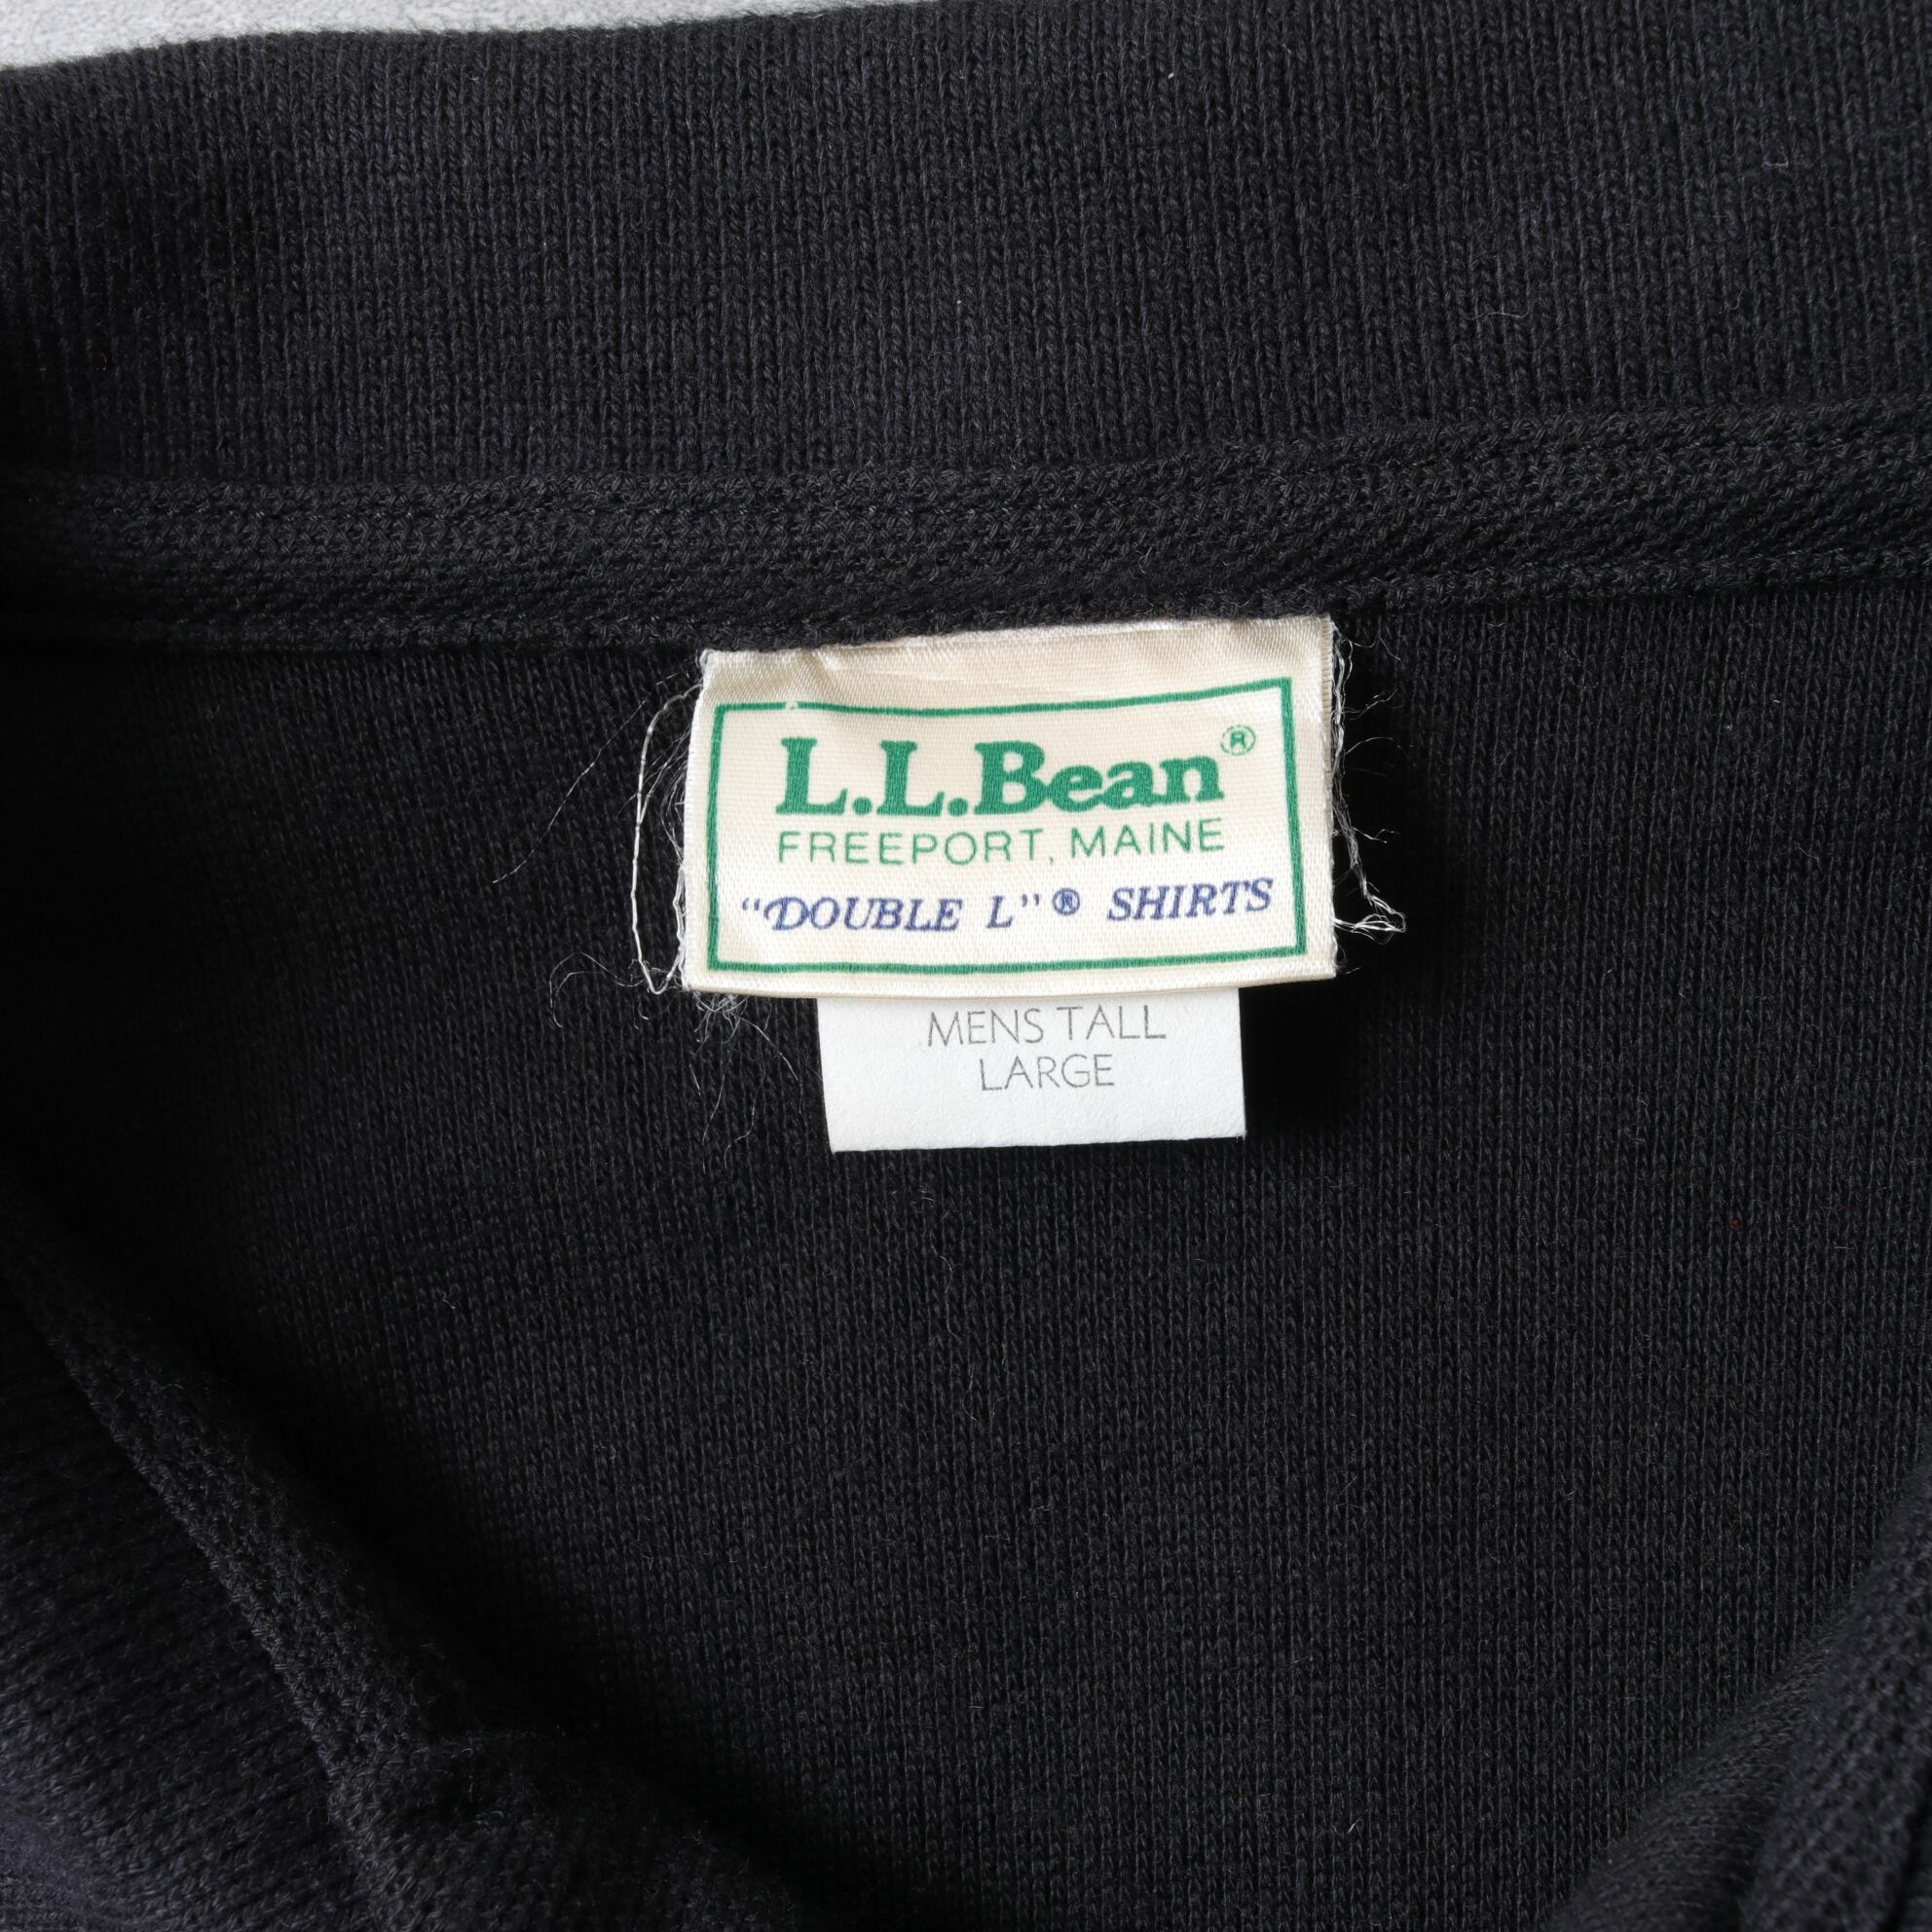 L.L.Bean®
FREEPORT, MAINE
“DOUBLE L”® SHIRTS
MENS TALL
LARGE